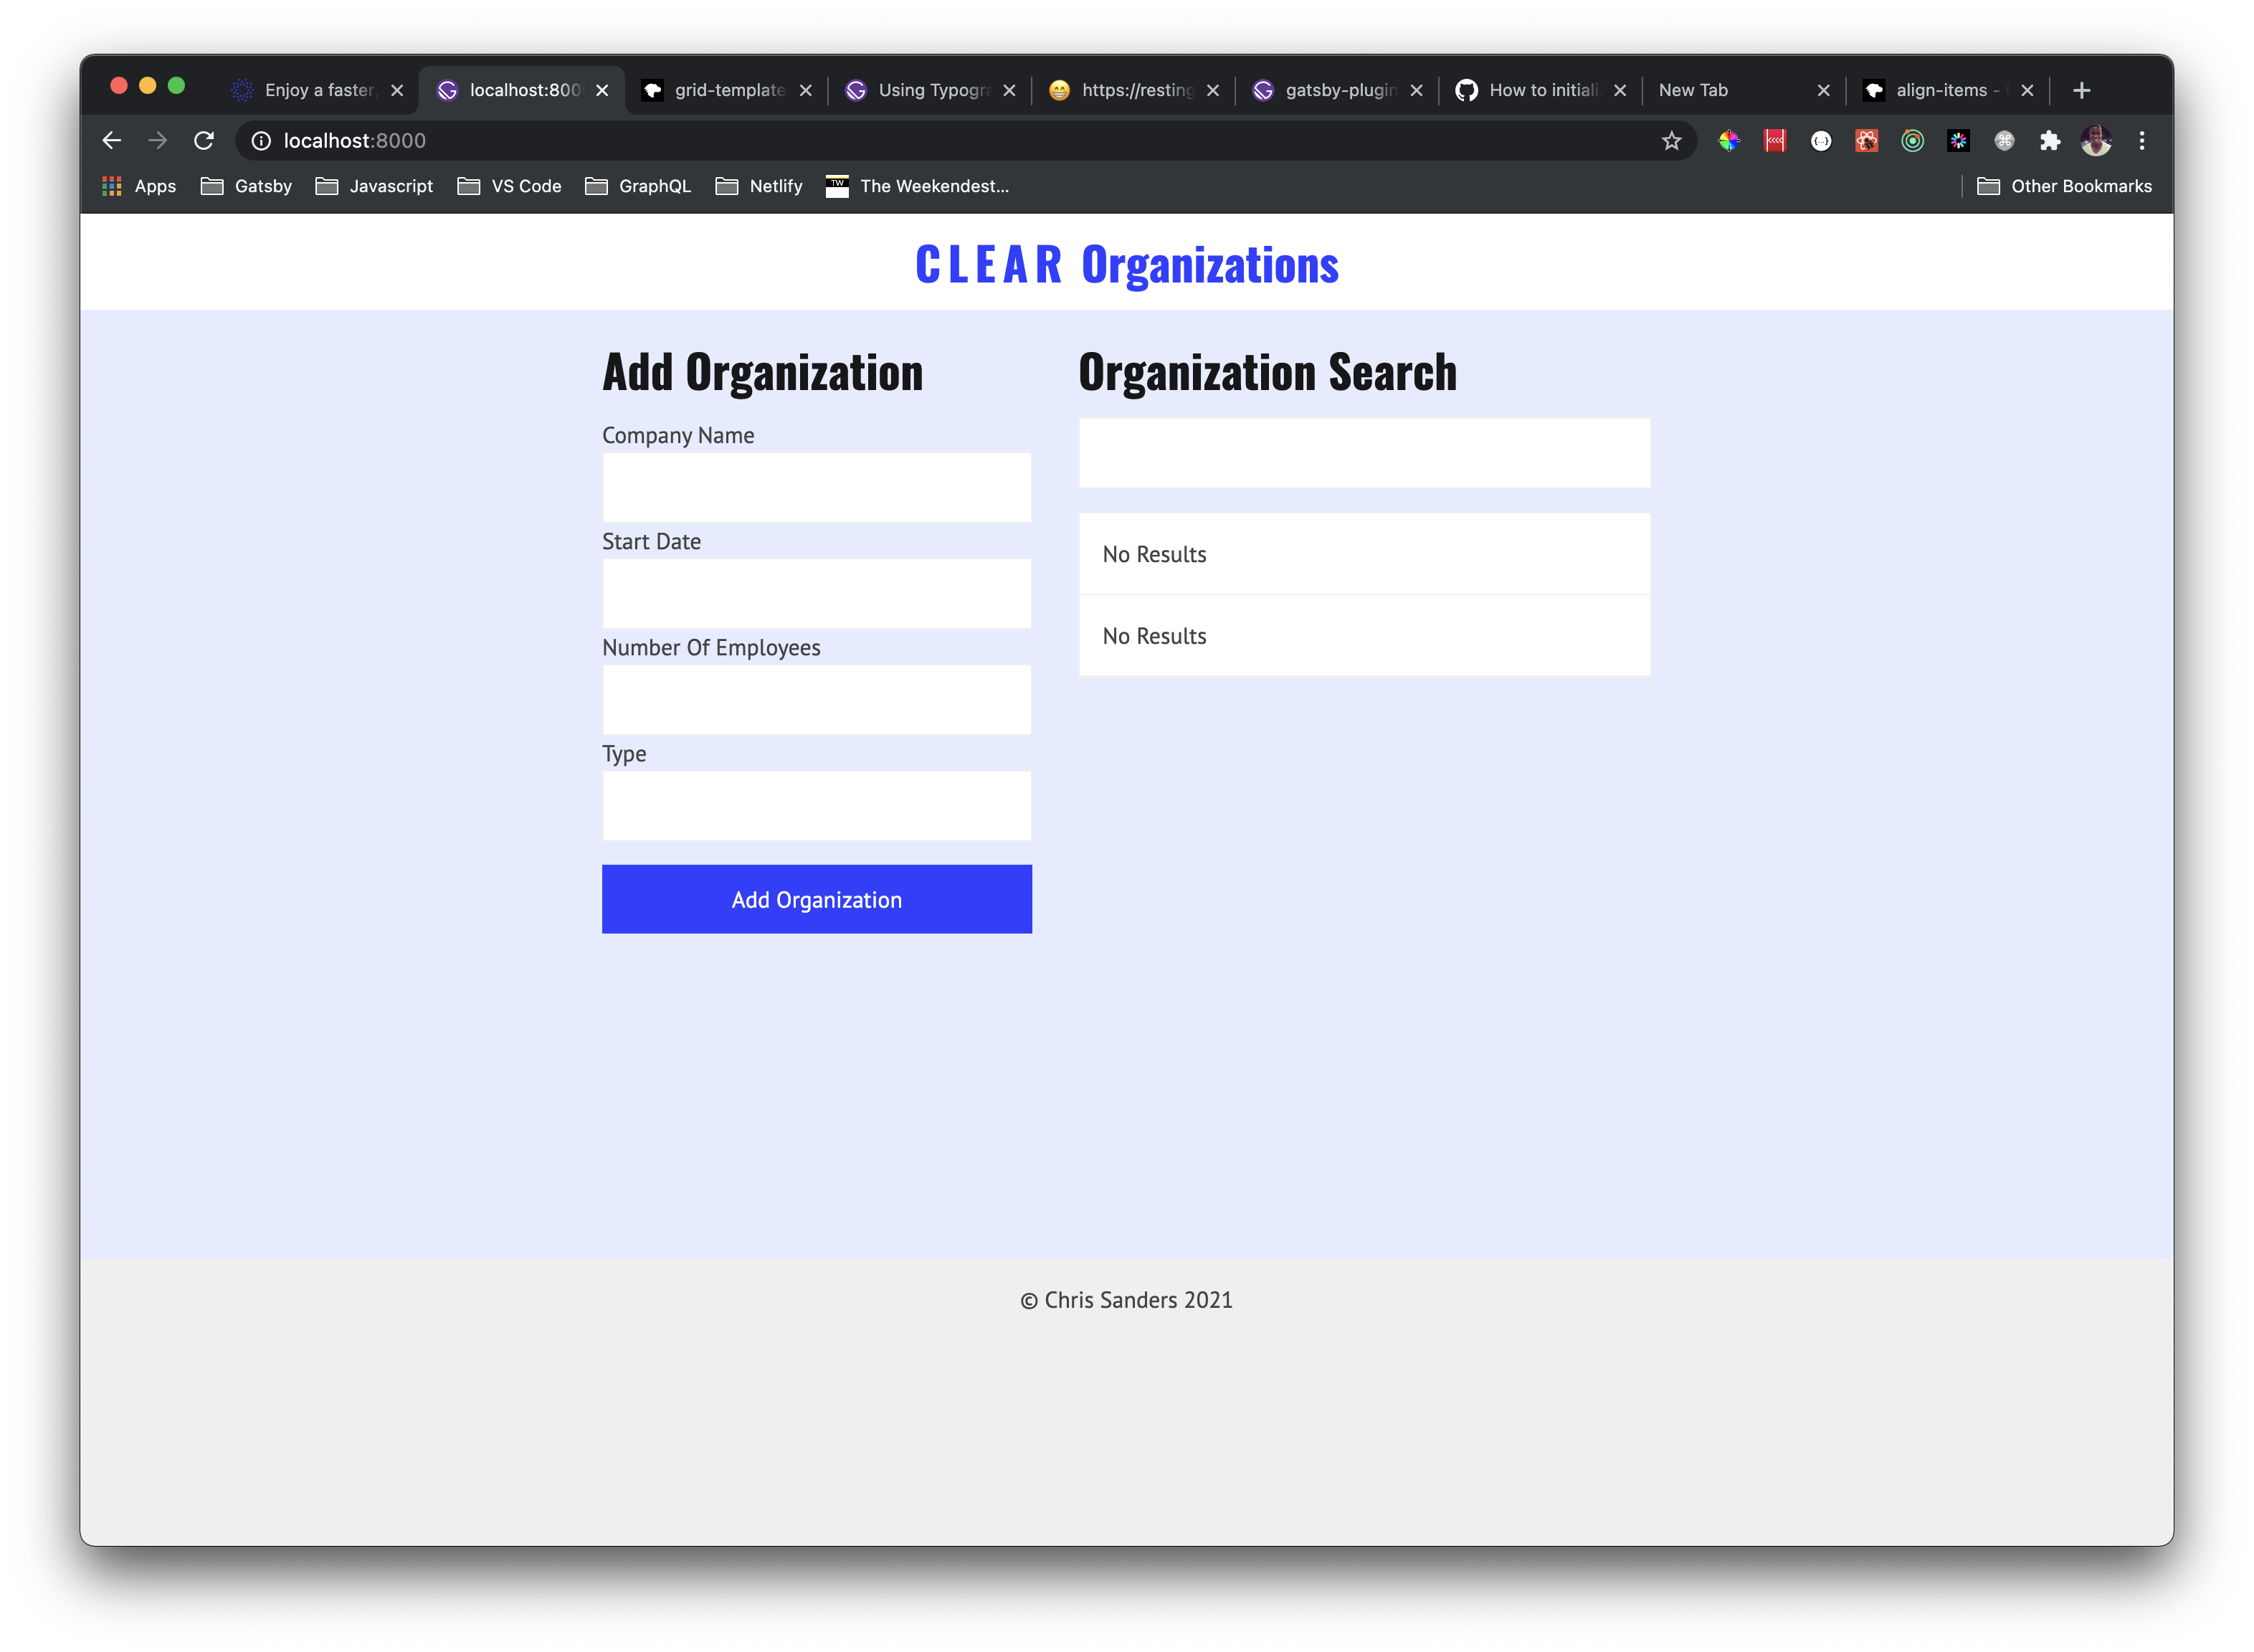 Enjoy a faster,
localhost:800
grid-template
Using Typogra
https://resting
gatsby-plugin
How to initiali
New Tab
align-items -
localhost:8000
Apps
Gatsby
Javascript
VS Code
GraphQL
Netlify
TW
The Weekendest...
Other Bookmarks
CLEAR Organizations
Add Organization
Organization Search
Company Name
Start Date
No Results
Number Of Employees
No Results
Type
Add Organization
© Chris Sanders 2021